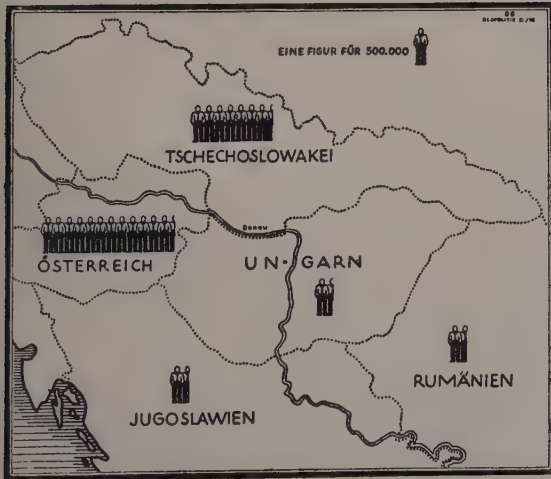 EINE FIGUR FÜR 500.000
TSCHECHOSLOWAKEI
Donau
ÖSTERREICH
UN-GARN
RUMÄNIEN
JUGOSLAWIEN